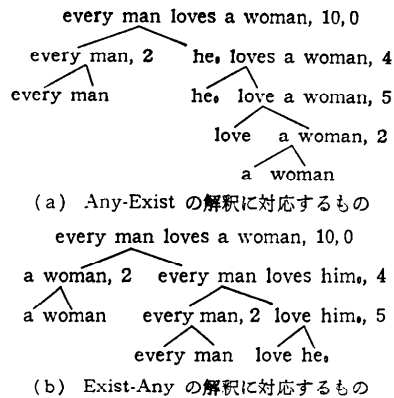 every man loves a woman, 10,0
every man, 2 he₀ loves a woman, 4
every man he₀ love a woman, 5
love a woman, 2
a woman
(a) Any-Exist の解釈に対応するもの
every man loves a woman, 10,0
a woman, 2 every man loves him₀, 4
a woman every man, 2 love him₀, 5
every man love he₀
(b) Exist-Any の解釈に対応するもの